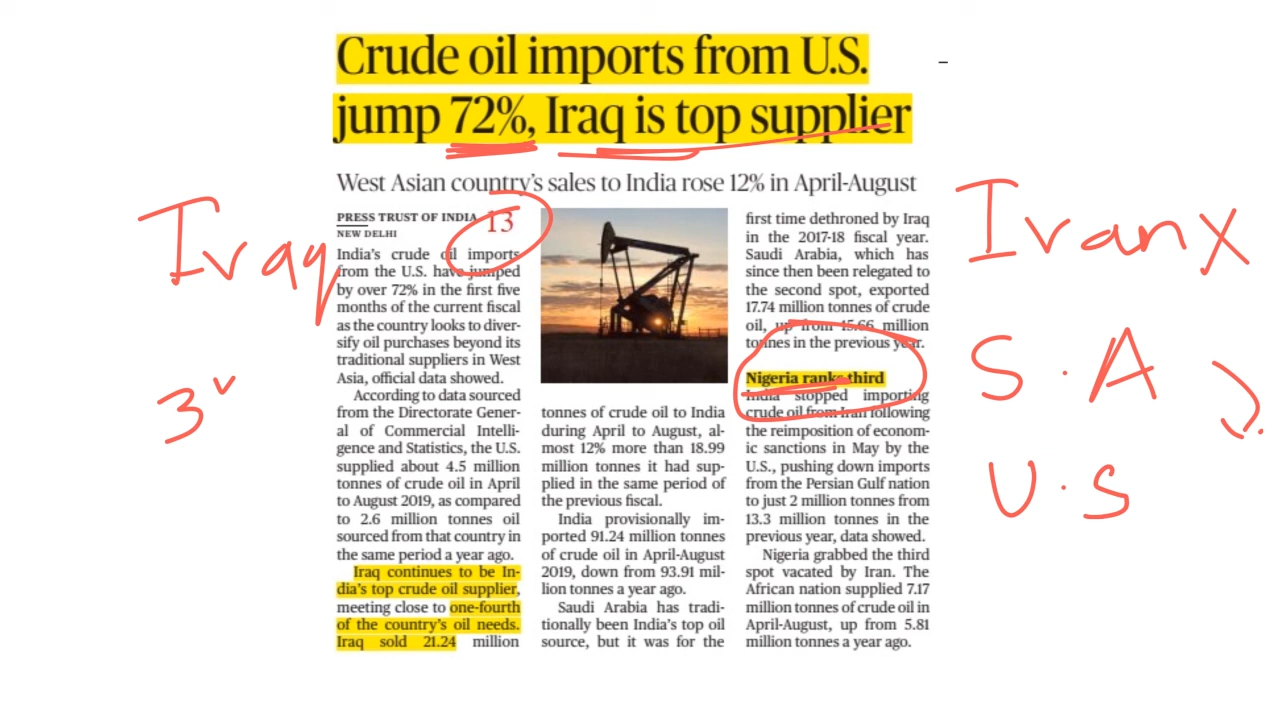 Crude oil imports from U.S.
jump 72%, Iraq is top supplier
West Asian country's sales to India rose 12% in April-August
PRESS TRUST OF INDIA
NEW DELHI
13
India's crude oil imports
from the U.S. have jumped
by over 72% in the first five
months of the current fiscal
as the country looks to diver-
sify oil purchases beyond its
traditional suppliers in West
Asia, official data showed.
According to data sourced
from the Directorate Gener-
al of Commercial Intelli-
gence and Statistics, the U.S.
supplied about 4.5 million
tonnes of crude oil in April
to August 2019, as compared
to 2.6 million tonnes oil
sourced from that country in
the same period a year ago.
Iraq continues to be In-
dia's top crude oil supplier,
meeting close to one-fourth
of the country's oil needs.
Iraq sold 21.24 million
tonnes of crude oil to India
during April to August, al-
most 12% more than 18.99
million tonnes it had sup-
plied in the same period of
the previous fiscal.
India provisionally im-
ported 91.24 million tonnes
of crude oil in April-August
2019, down from 93.91 mil-
lion tonnes a year ago.
Saudi Arabia has tradi-
tionally been India's top oil
source, but it was for the
first time dethroned by Iraq
in the 2017-18 fiscal year.
Saudi Arabia, which has
since then been relegated to
the second spot, exported
17.74 million tonnes of crude
oil, up from 15.66 million
tonnes in the previous year.
Nigeria ranks third
India stopped importing
crude oil from Iran following
the reimposition of econom-
ic sanctions in May by the
U.S., pushing down imports
from the Persian Gulf nation
to just 2 million tonnes from
13.3 million tonnes in the
previous year, data showed.
Nigeria grabbed the third
spot vacated by Iran. The
African nation supplied 7.17
million tonnes of crude oil in
April-August, up from 5.81
million tonnes a year ago.
Iraq
3
Iran X
S.A
U.S